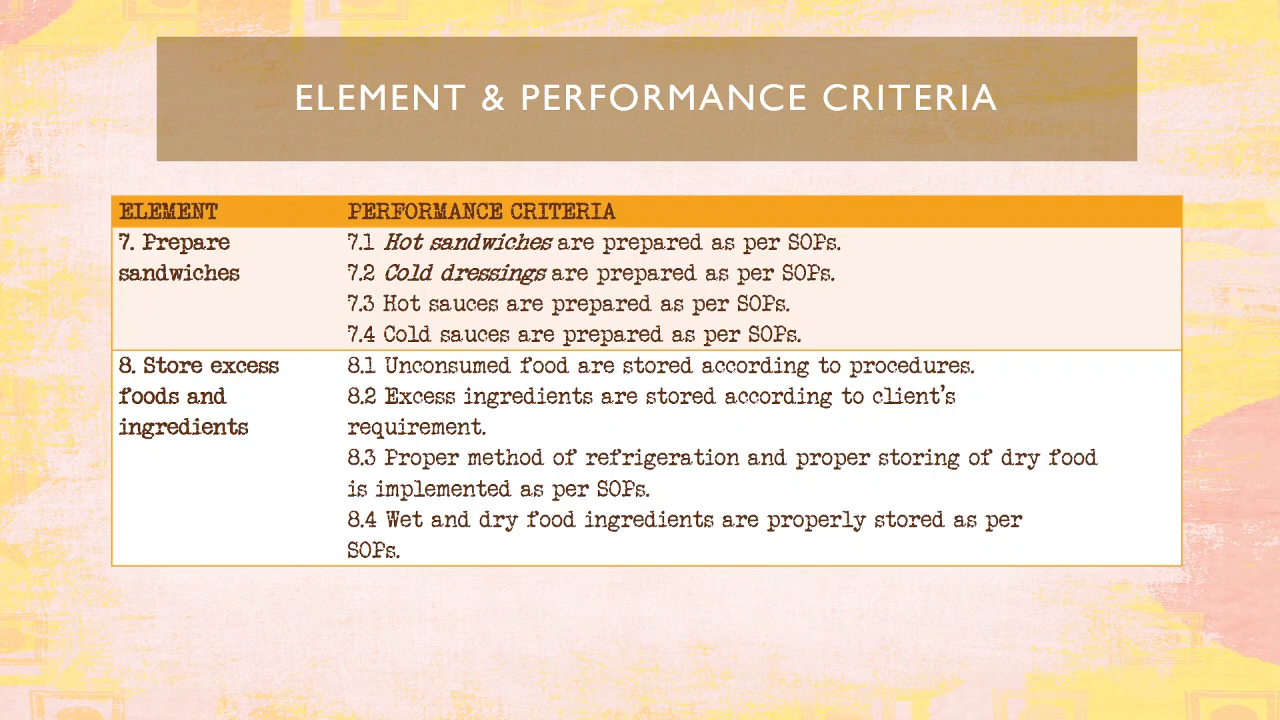 ELEMENT & PERFORMANCE CRITERIA
ELEMENT PERFORMANCE CRITERIA
7. Prepare
sandwiches
7.1 Hot sandwiches are prepared as per SOPs.
7.2 Cold dressings are prepared as per SOPs.
7.3 Hot sauces are prepared as per SOPs.
7.4 Cold sauces are prepared as per SOPs.
8. Store excess
foods and
ingredients
8.1 Unconsumed food are stored according to procedures.
8.2 Excess ingredients are stored according to client’s
requirement.
8.3 Proper method of refrigeration and proper storing of dry food
is implemented as per SOPs.
8.4 Wet and dry food ingredients are properly stored as per
SOPs.